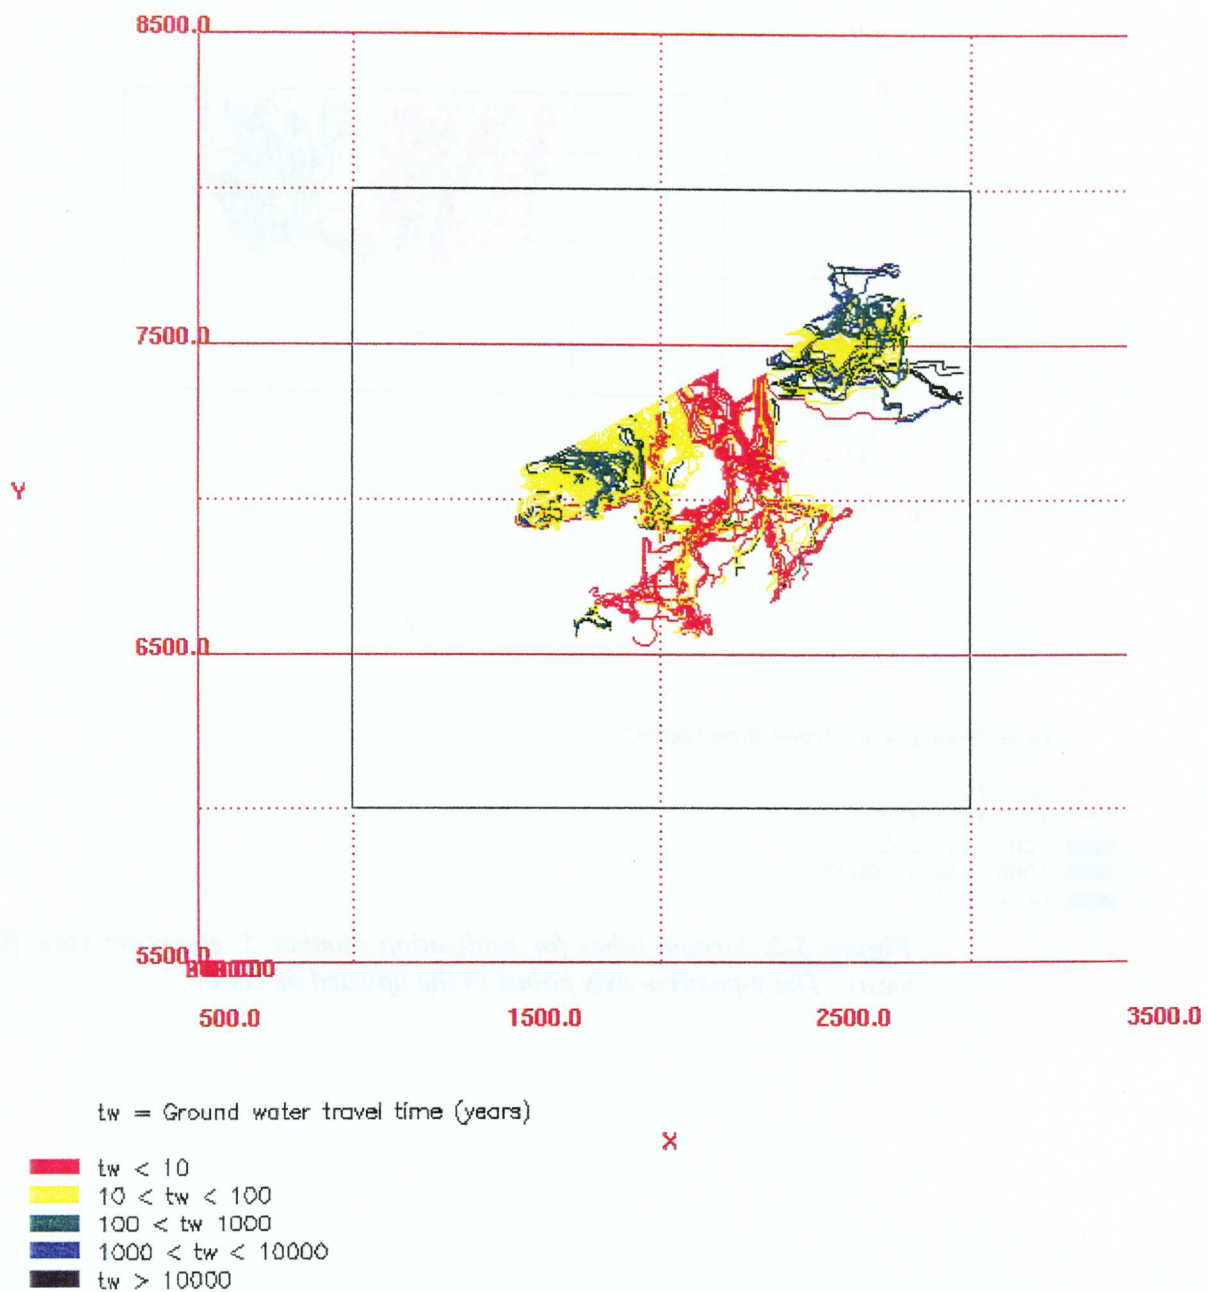 8500.0
7500.0
Y
6500.0
5500.0
500.0 1500.0 2500.0 3500.0
tw = Ground water travel time (years)
X
tw < 10
10 < tw < 100
100 < tw 1000
1000 < tw < 10000
tw > 10000